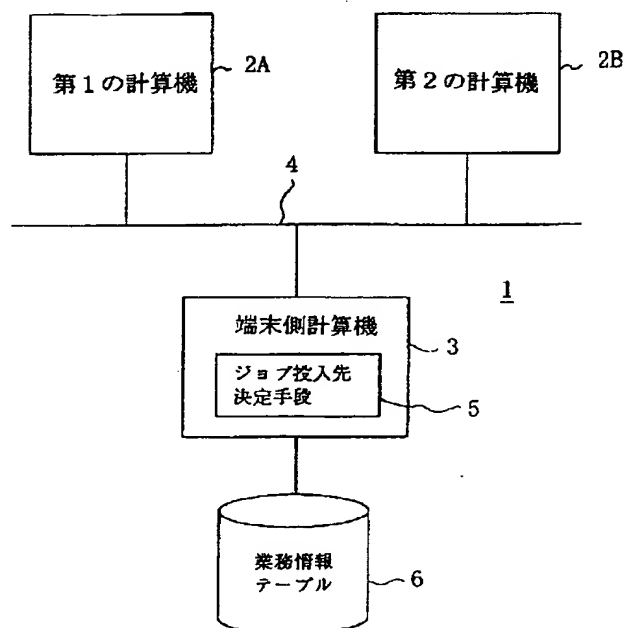 第1の計算機
2A
第2の計算機
2B
4
1
端末側計算機
3
ジョブ投入先
決定手段
5
業務情報
テーブル
6